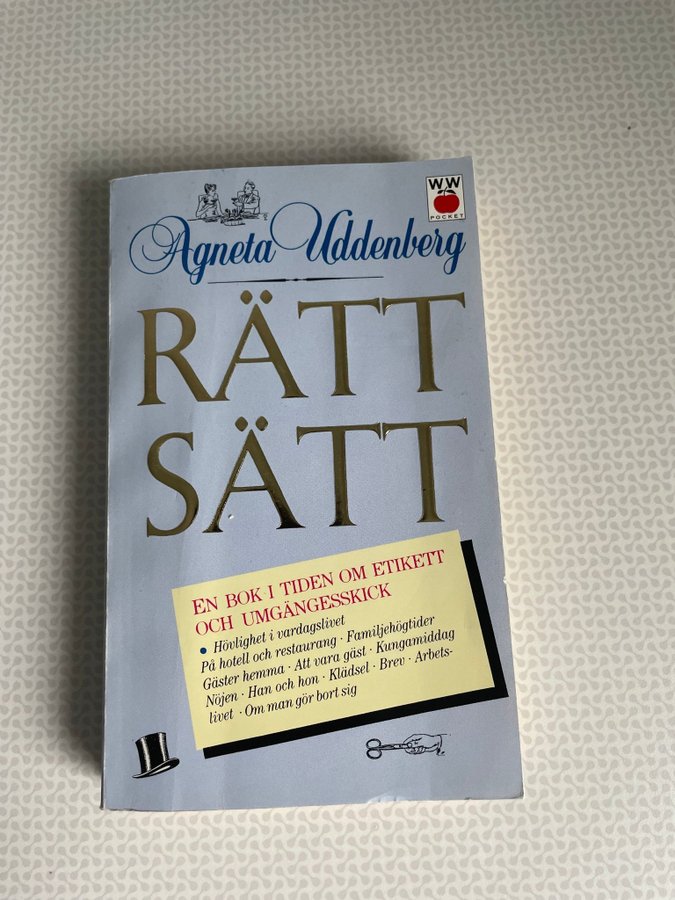 W W
POCKET
Agneta Uddenberg
RÄTT
SÄTT
EN BOK I TIDEN OM ETIKETT
OCH UMGÄNGESSKICK
• Hövlighet i vardagslivet
På hotell och restaurang · Familjehögtider
Gäster hemma · Att vara gäst · Kungamiddag
Nöjen · Han och hon · Klädsel · Brev · Arbets-
livet · Om man gör bort sig